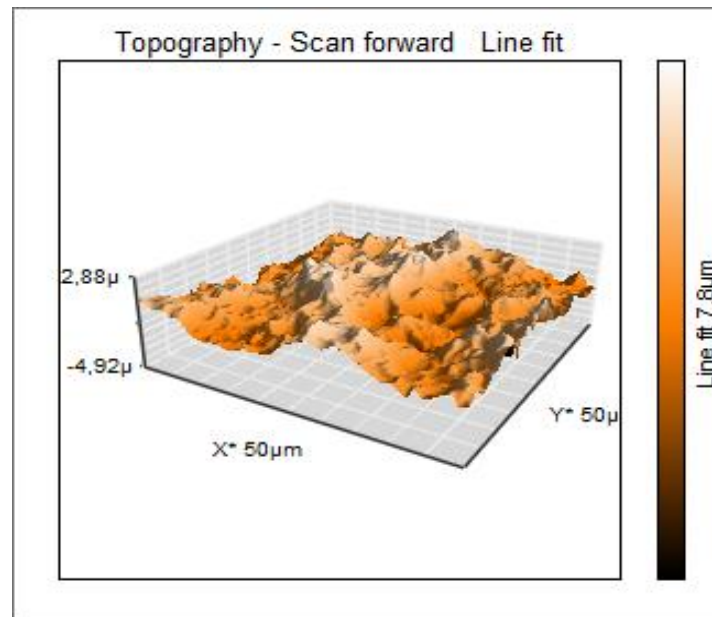 Topography - Scan forward Line fit
2,88µ
-4,92µ
X* 50µm
Y* 50µ
Line fit 7,8µm